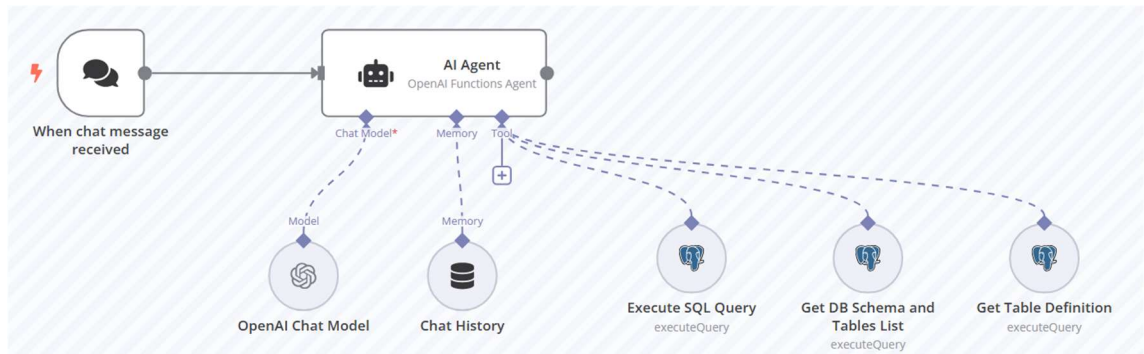 AI Agent
OpenAI Functions Agent
When chat message
received
Chat Model*
Memory
Tool
Model
Memory
OpenAI Chat Model
Chat History
Execute SQL Query
executeQuery
Get DB Schema and
Tables List
executeQuery
Get Table Definition
executeQuery